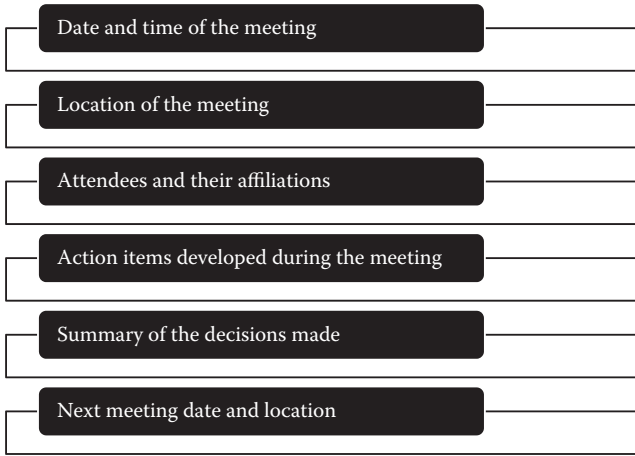 Date and time of the meeting
Location of the meeting
Attendees and their affiliations
Action items developed during the meeting
Summary of the decisions made
Next meeting date and location